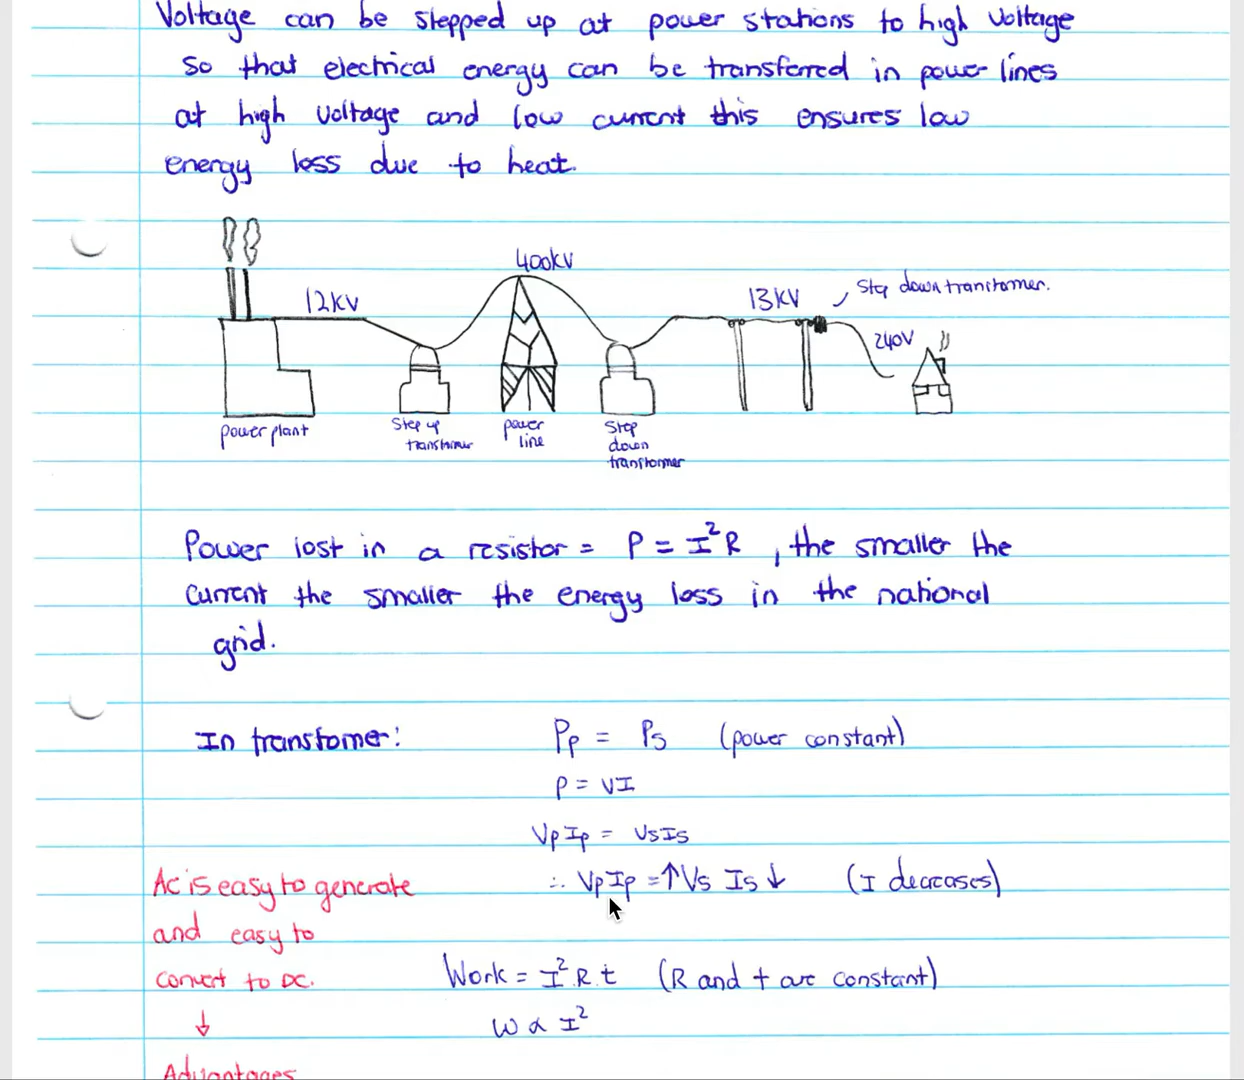 Voltage can be stepped up at power stations to high voltage
so that electrical energy can be transferred in power lines
at high voltage and low current this ensures low
energy loss due to heat.
400kV
12kV
13kV
Step down transformer.
240V
power plant
Step up
transformer
power
line
Step
down
transformer
Power lost in a resistor = P = I²R , the smaller the
current the smaller the energy loss in the national
grid.
In transfomer:
Pp = Ps (power constant)
P = VI
VpIp = VsIs
∴ VpIp = ↑Vs Is↓ (I decreases)
AC is easy to generate
and easy to
convert to DC.
↓
Advantages
Work = I²Rt (R and t are constant)
W ∝ I²